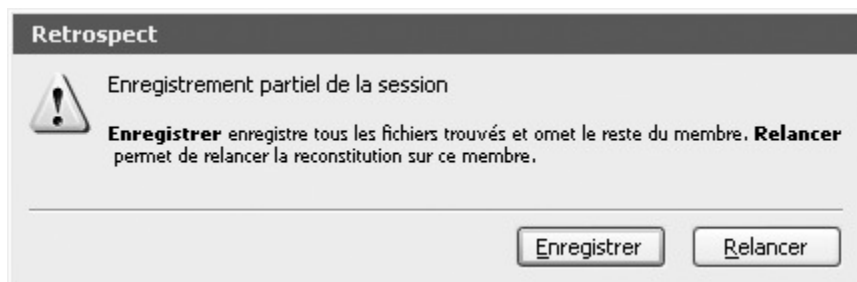 Retrospect
Enregistrement partiel de la session
Enregistrer enregistre tous les fichiers trouvés et omet le reste du membre. Relancer
permet de relancer la reconstitution sur ce membre.
Enregistrer Relancer